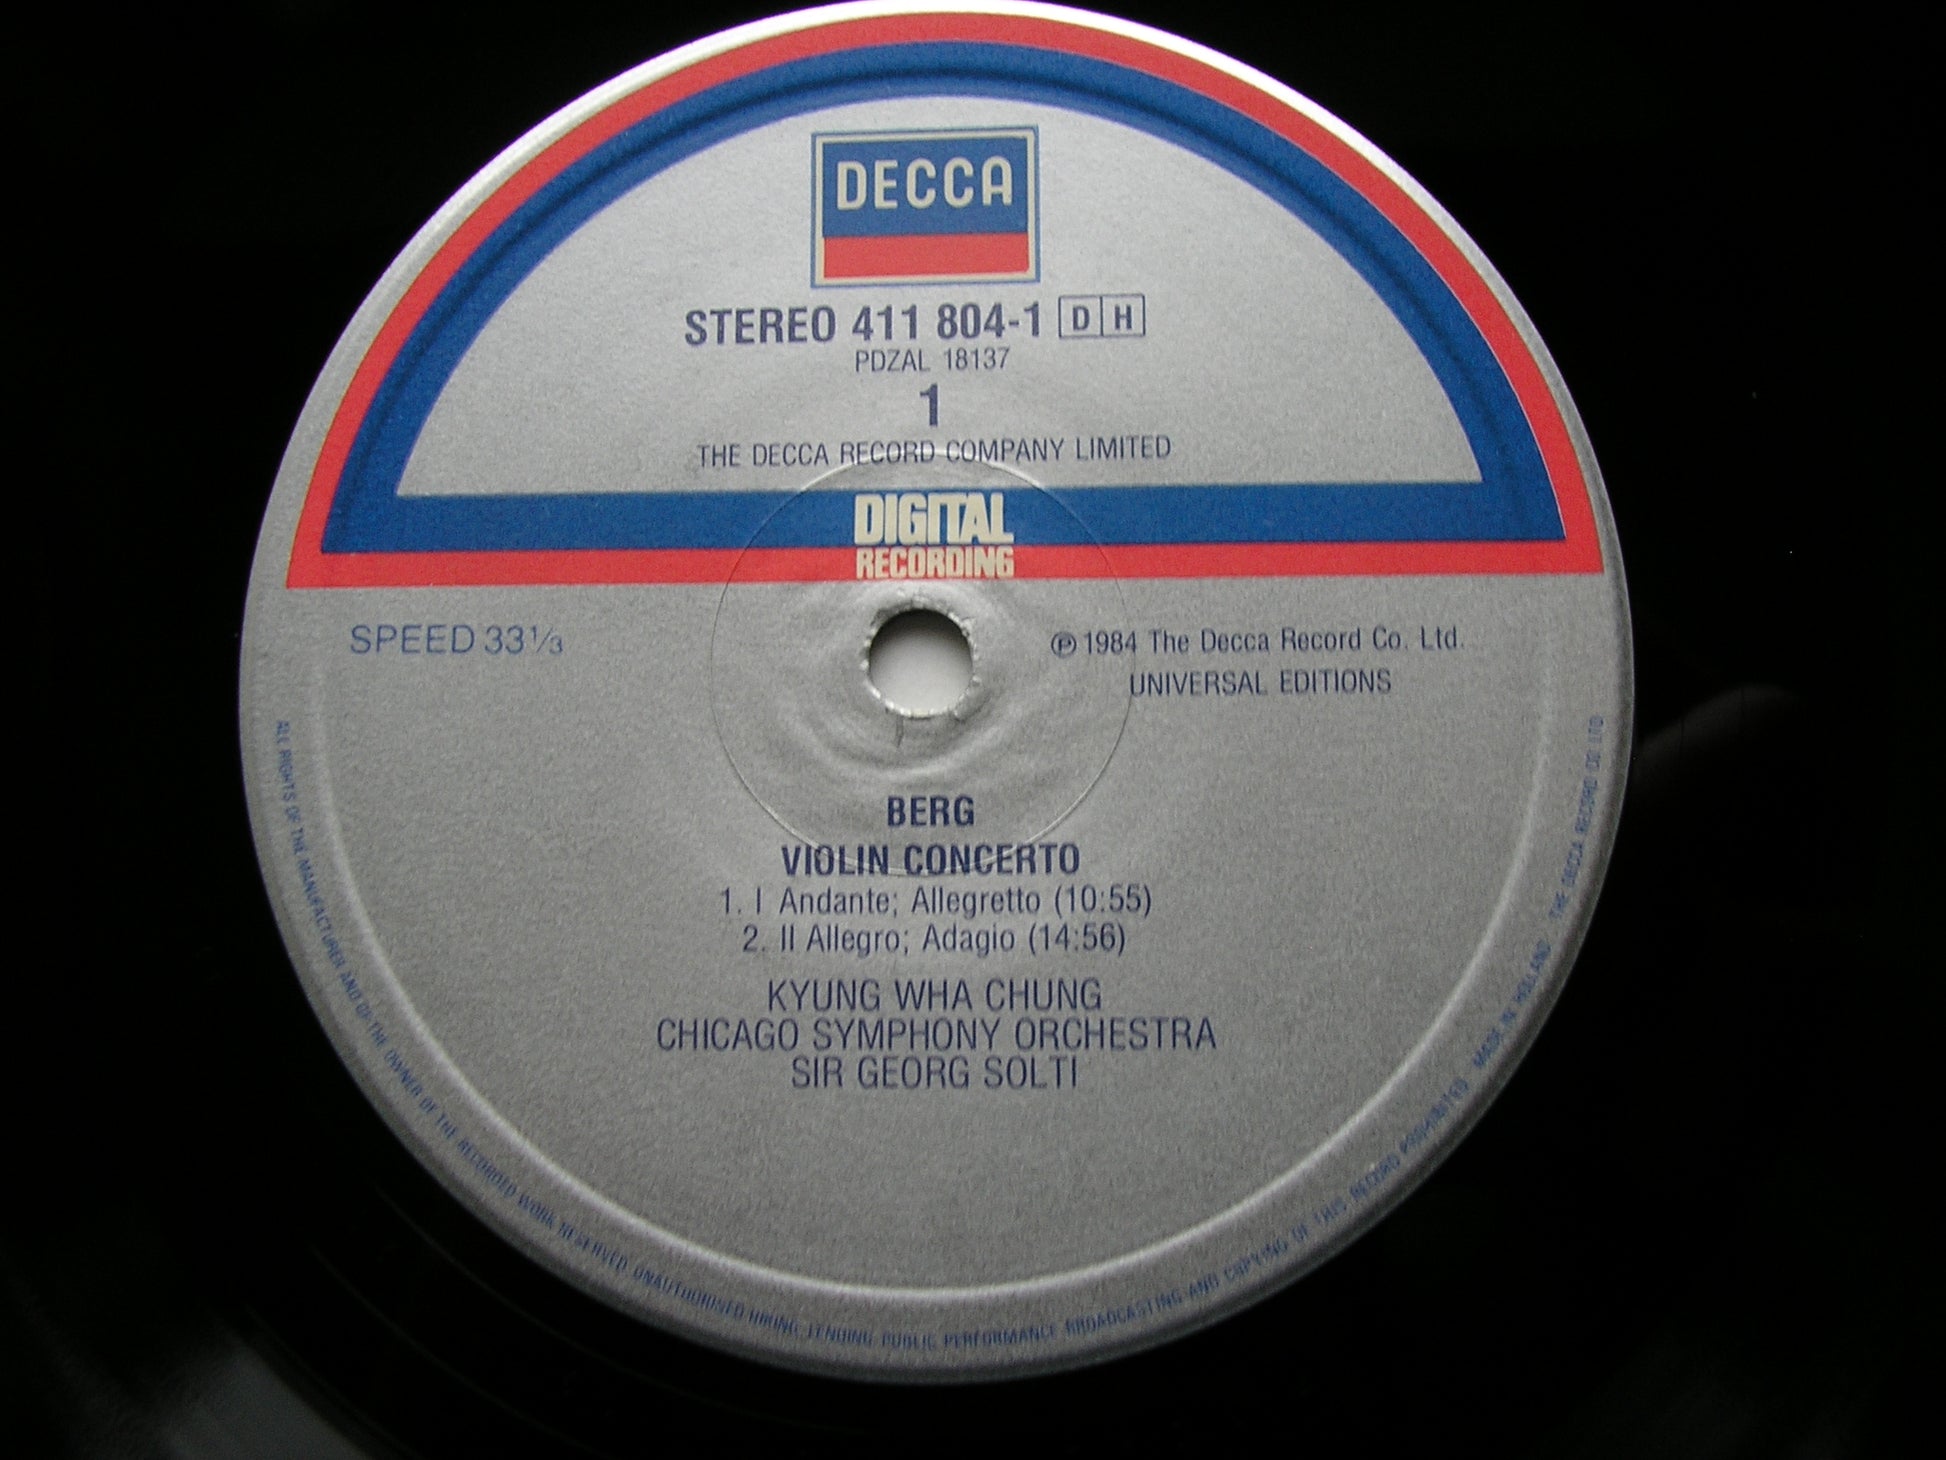 DECCA
STEREO 411 804-1 D H
PDZAL 18137
1
THE DECCA RECORD COMPANY LIMITED
DIGITAL
RECORDING
SPEED 33⅓
℗ 1984 The Decca Record Co. Ltd.
UNIVERSAL EDITIONS
BERG
VIOLIN CONCERTO
1. I Andante; Allegretto (10:55)
2. II Allegro; Adagio (14:56)
KYUNG WHA CHUNG
CHICAGO SYMPHONY ORCHESTRA
SIR GEORG SOLTI
ALL RIGHTS OF THE MANUFACTURER AND OF THE OWNER OF THE RECORDED WORK RESERVED UNAUTHORISED HIRING LENDING PUBLIC PERFORMANCE BROADCASTING AND COPYING OF THIS RECORD PROHIBITED MADE IN HOLLAND THE DECCA RECORD CO LTD